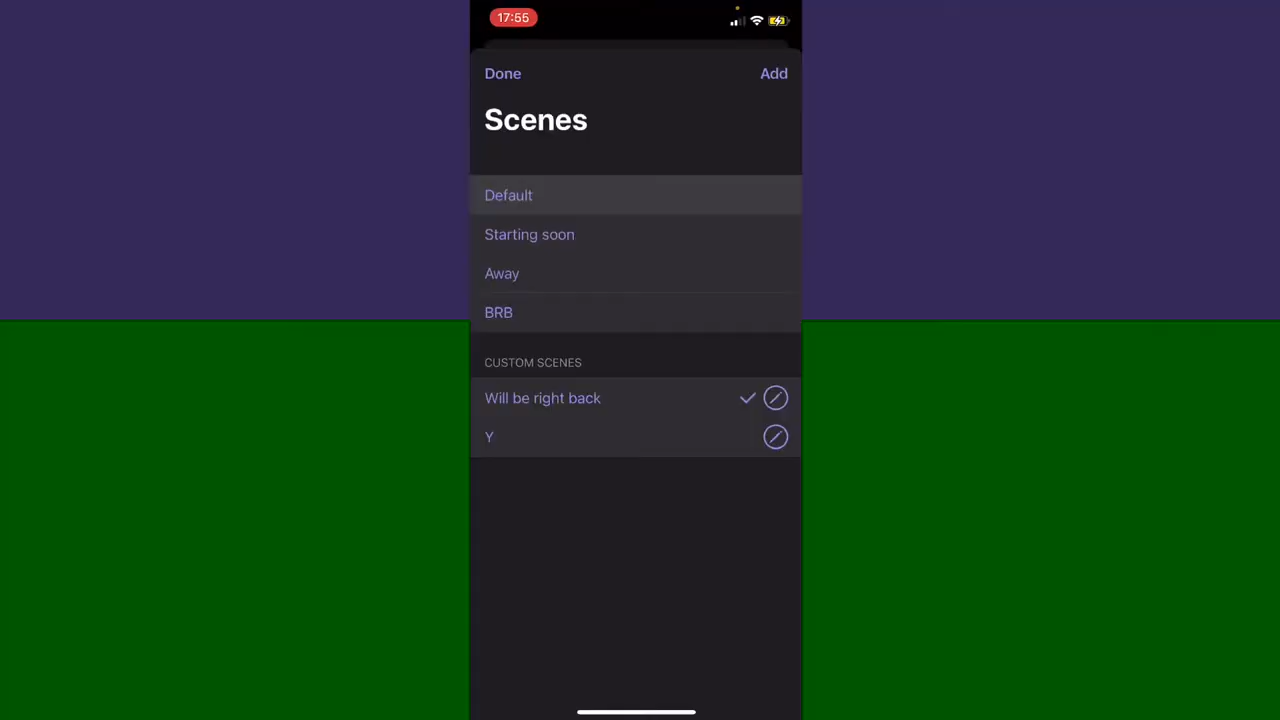 17:55
Done
Add
Scenes
Default
Starting soon
Away
BRB
CUSTOM SCENES
Will be right back
Y